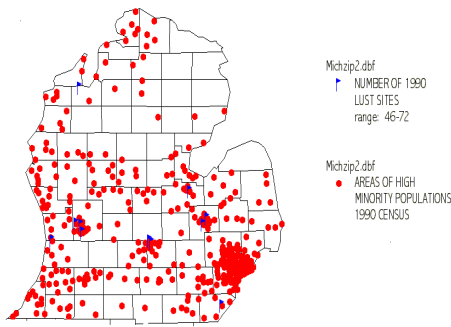 Michzip2.dbf
NUMBER OF 1990
LUST SITES
range: 46-72
Michzip2.dbf
AREAS OF HIGH
MINORITY POPULATIONS
1990 CENSUS